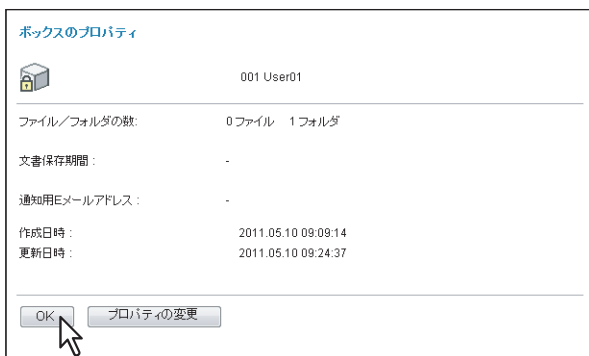 ボックスのプロパティ
001 User01
ファイル／フォルダの数: 0ファイル 1フォルダ
文書保存期間 : -
通知用Eメールアドレス : -
作成日時 : 2011.05.10 09:09:14
更新日時 : 2011.05.10 09:24:37
OK プロパティの変更